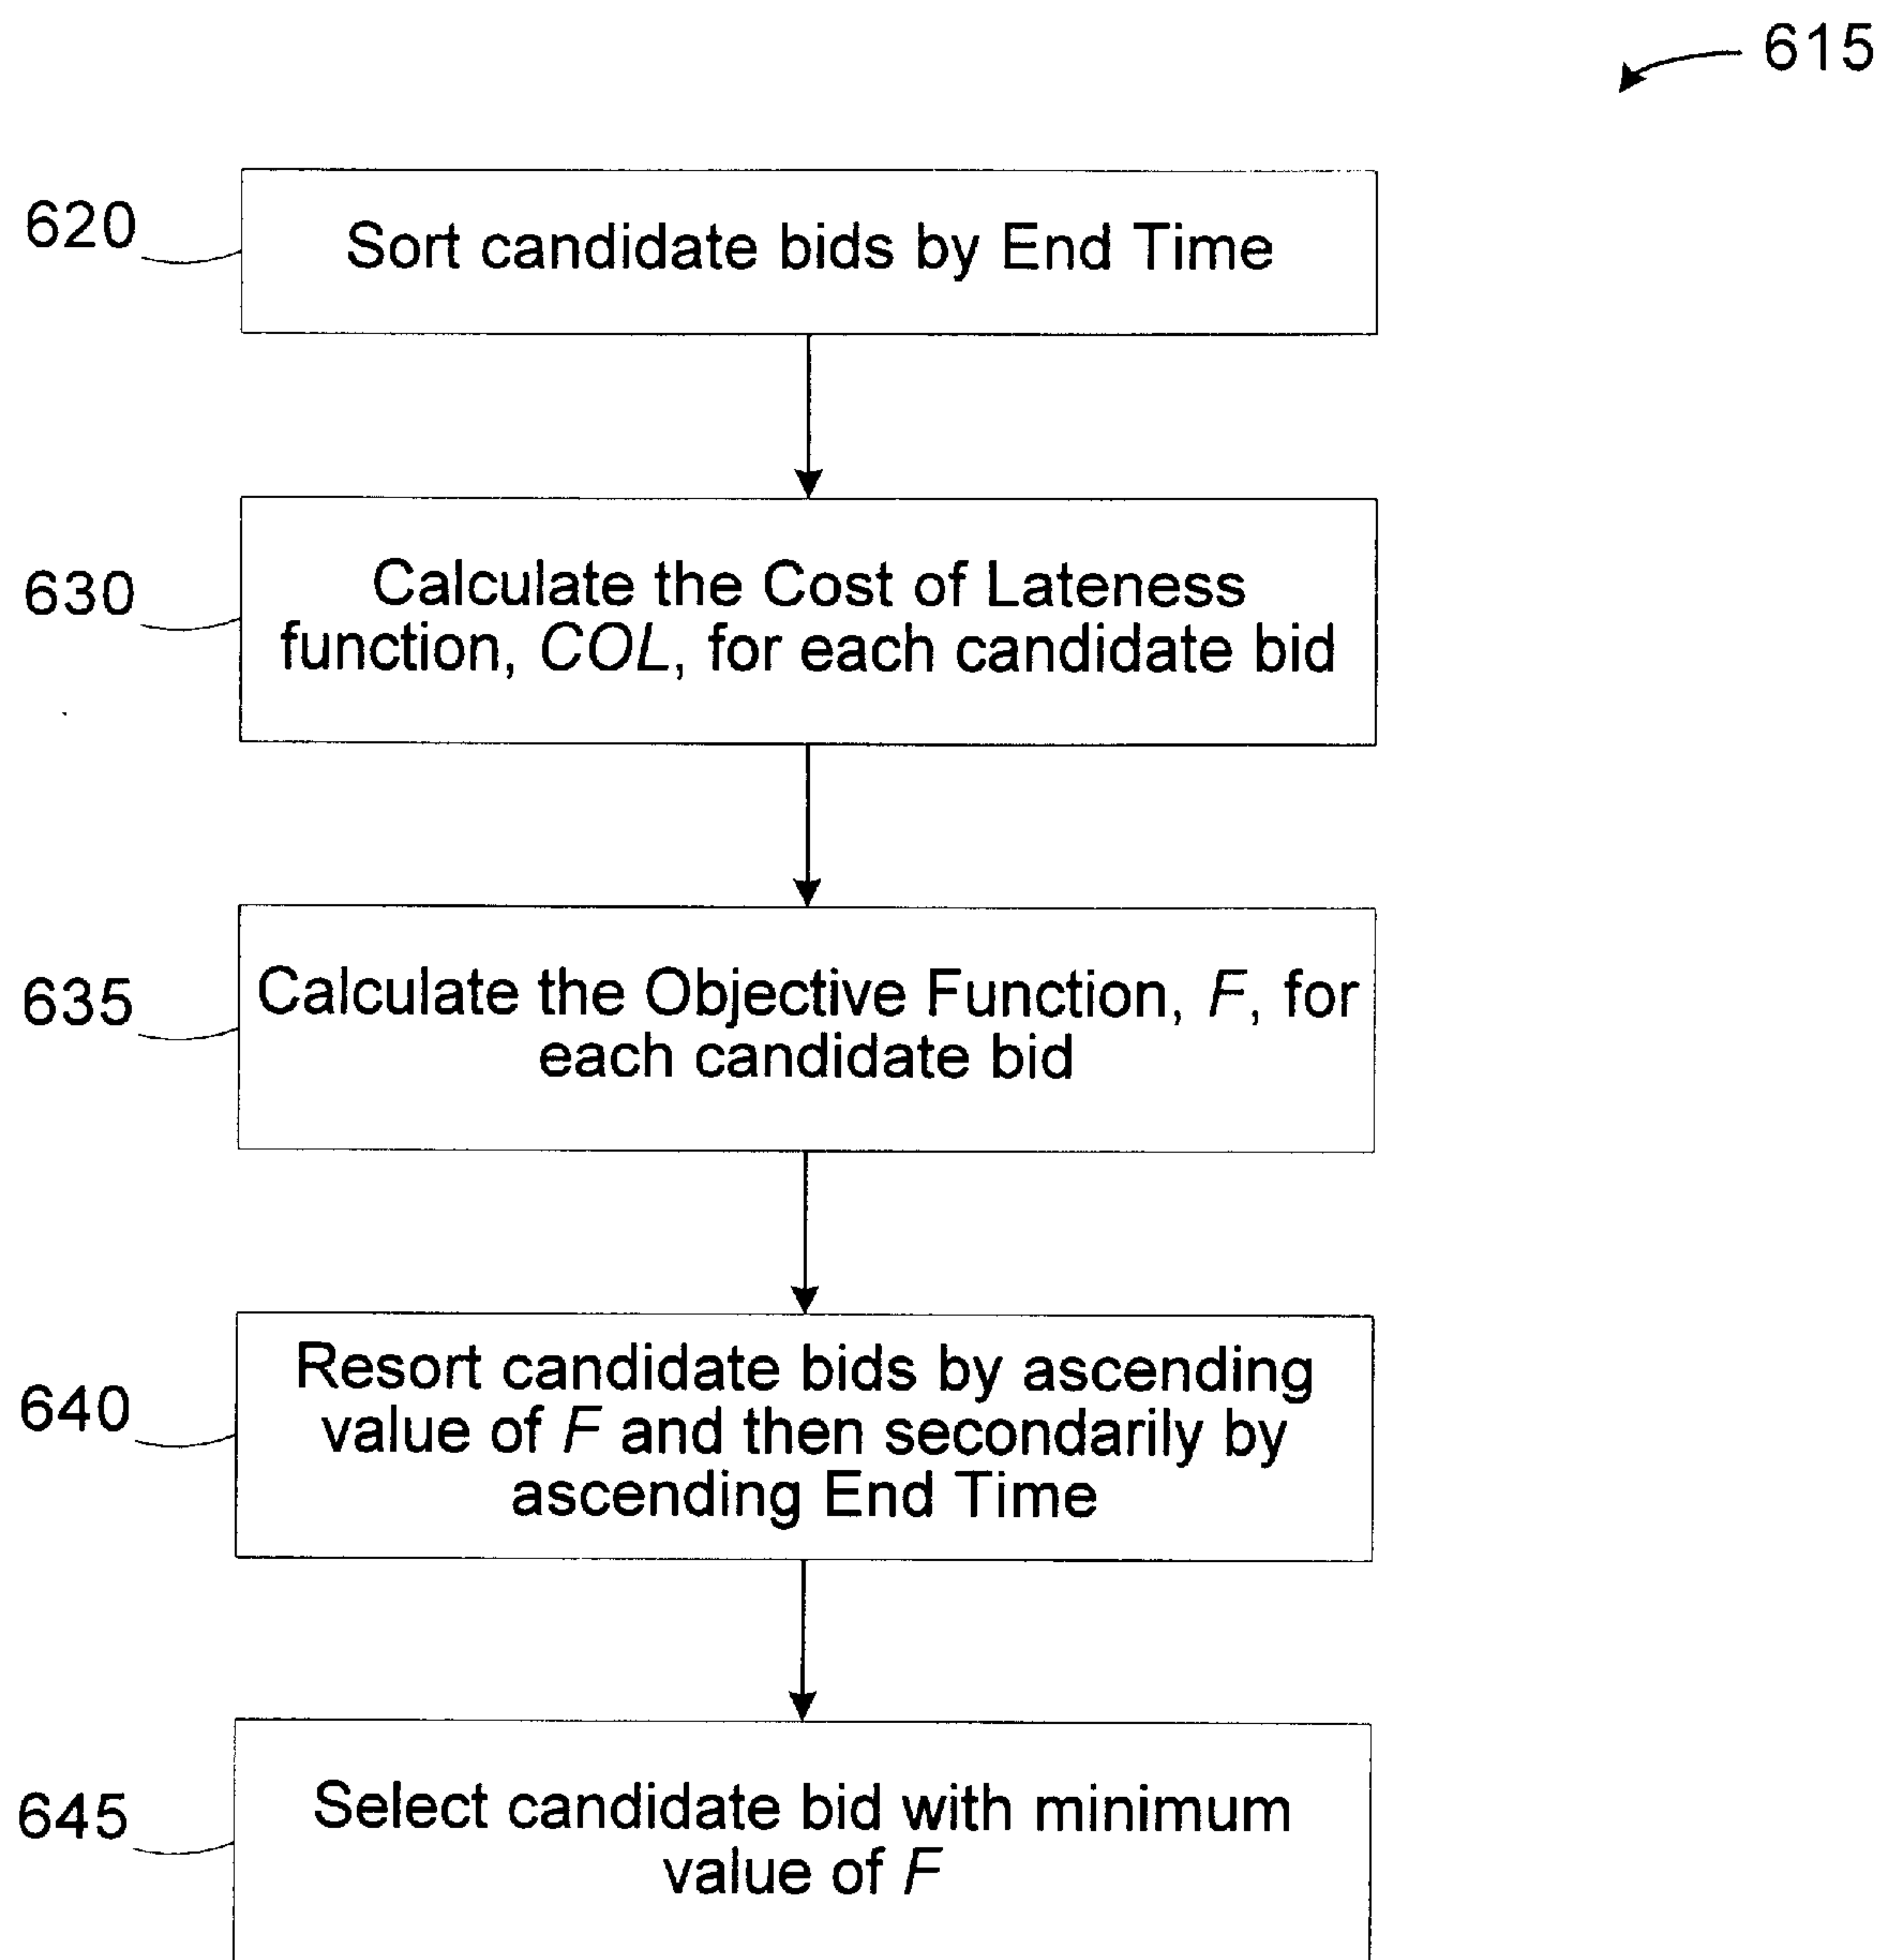 615
620
Sort candidate bids by End Time
630
Calculate the Cost of Lateness
function, COL, for each candidate bid
635
Calculate the Objective Function, F, for
each candidate bid
640
Resort candidate bids by ascending
value of F and then secondarily by
ascending End Time
645
Select candidate bid with minimum
value of F